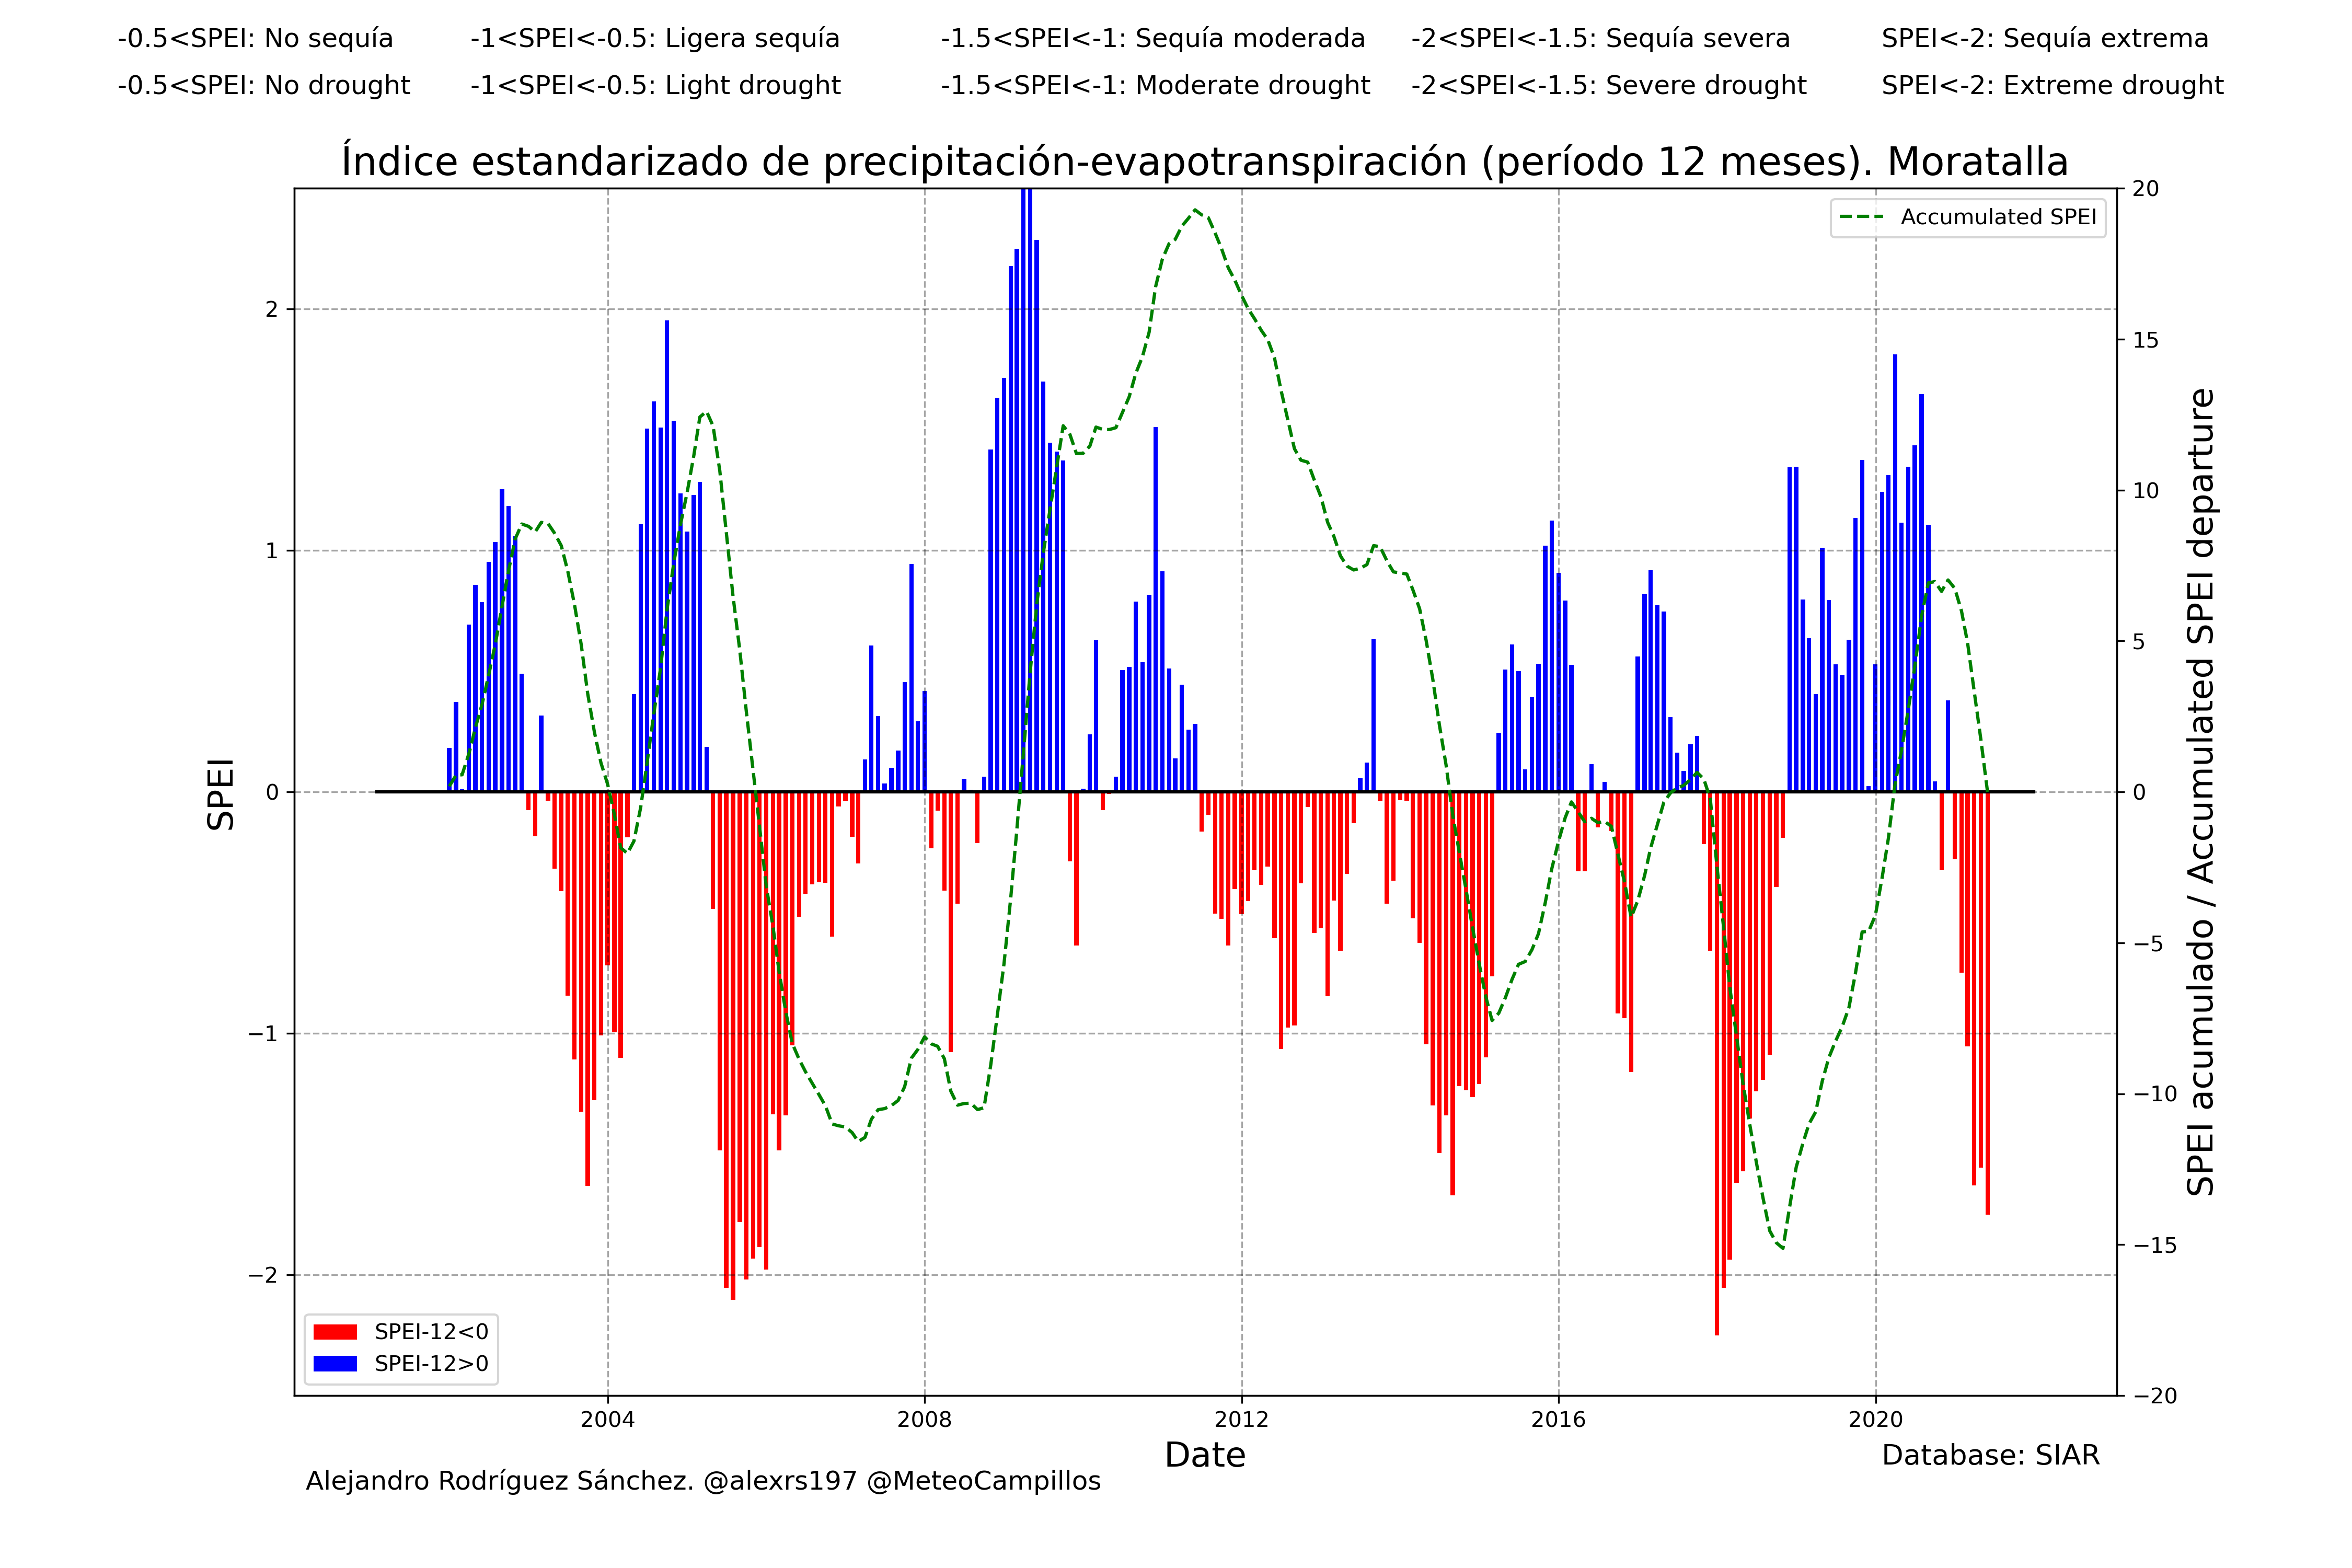 -0.5<SPEI: No sequía -1<SPEI<-0.5: Ligera sequía -1.5<SPEI<-1: Sequía moderada -2<SPEI<-1.5: Sequía severa SPEI<-2: Sequía extrema
-0.5<SPEI: No drought -1<SPEI<-0.5: Light drought -1.5<SPEI<-1: Moderate drought -2<SPEI<-1.5: Severe drought SPEI<-2: Extreme drought
Índice estandarizado de precipitación-evapotranspiración (período 12 meses). Moratalla
Accumulated SPEI
SPEI
2
1
0
−1
−2
20
15
10
5
0
−5
−10
−15
−20
SPEI acumulado / Accumulated SPEI departure
SPEI-12<0
SPEI-12>0
2004 2008 2012 2016 2020
Date
Database: SIAR
Alejandro Rodríguez Sánchez. @alexrs197 @MeteoCampillos